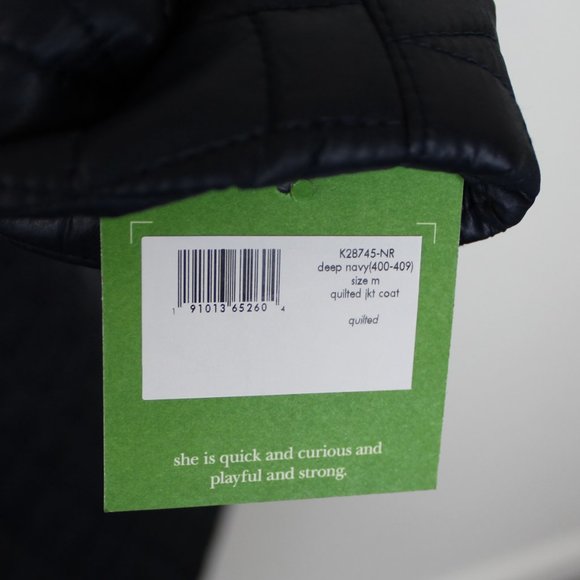 K28745-NR
deep navy(400-409)
size m
quilted jkt coat
quilted
1 91013 65260 4
she is quick and curious and
playful and strong.